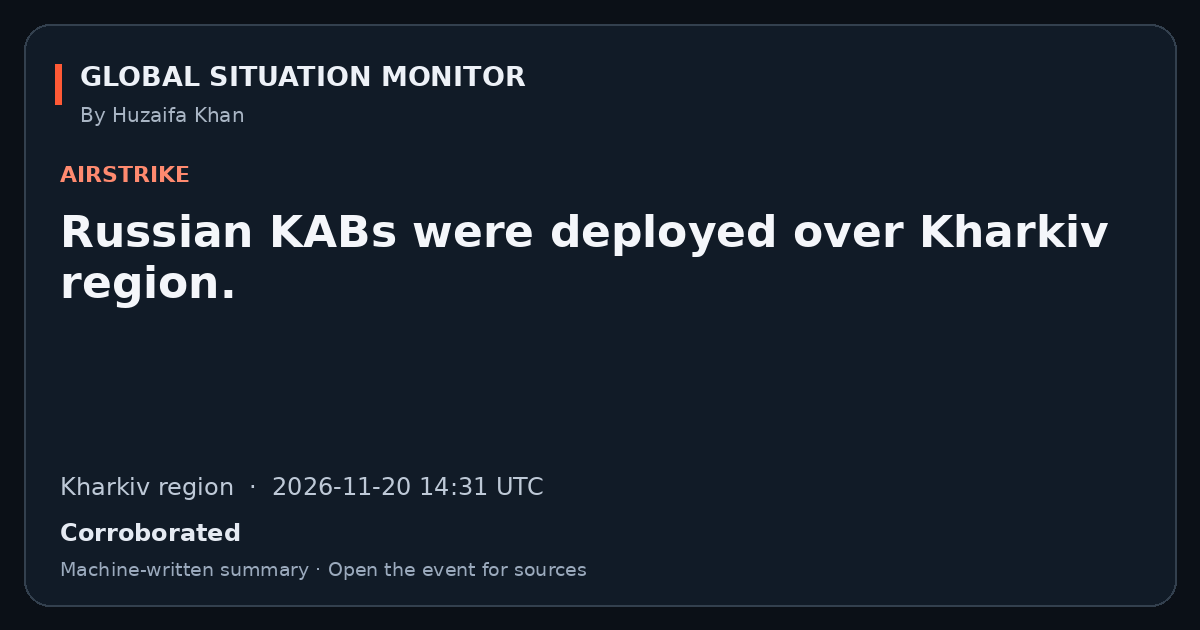 GLOBAL SITUATION MONITOR
By Huzaifa Khan
AIRSTRIKE
Russian KABs were deployed over Kharkiv
region.
Kharkiv region · 2026-11-20 14:31 UTC
Corroborated
Machine-written summary · Open the event for sources